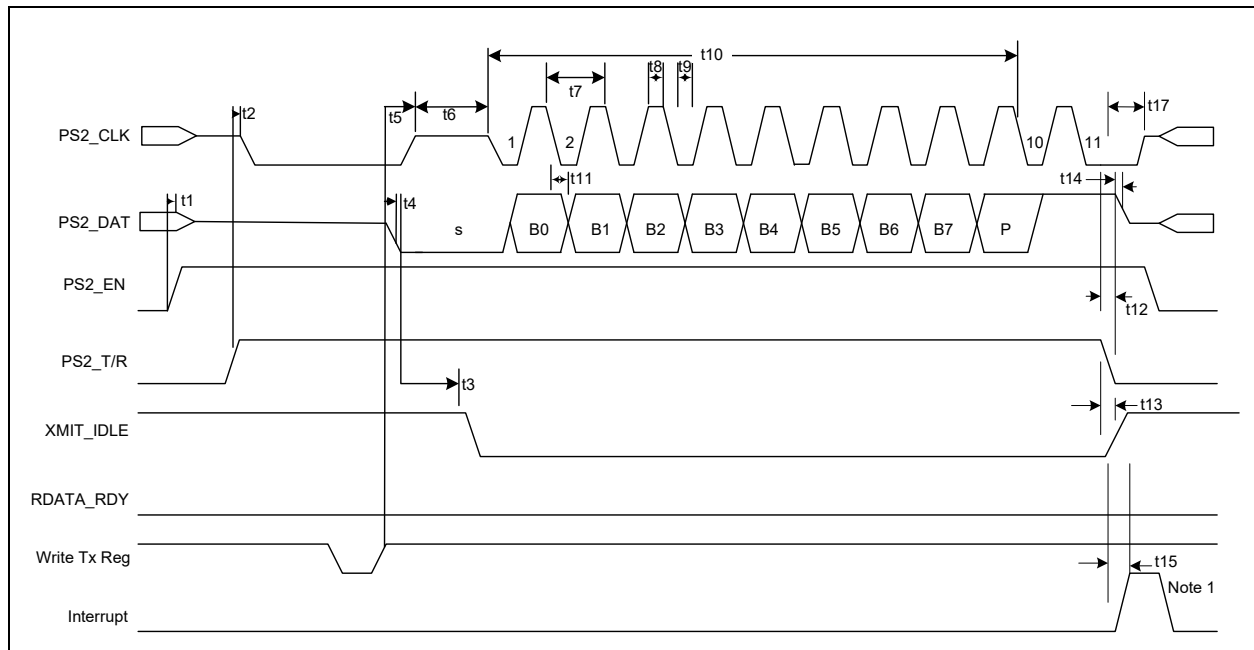 t10
t2
t5
t6
t7
t8
t9
t17
PS2_CLK
1
2
10
11
t1
t4
t11
t14
PS2_DAT
s
B0
B1
B2
B3
B4
B5
B6
B7
P
PS2_EN
t12
PS2_T/R
t3
t13
XMIT_IDLE
RDATA_RDY
Write Tx Reg
t15
Note 1
Interrupt